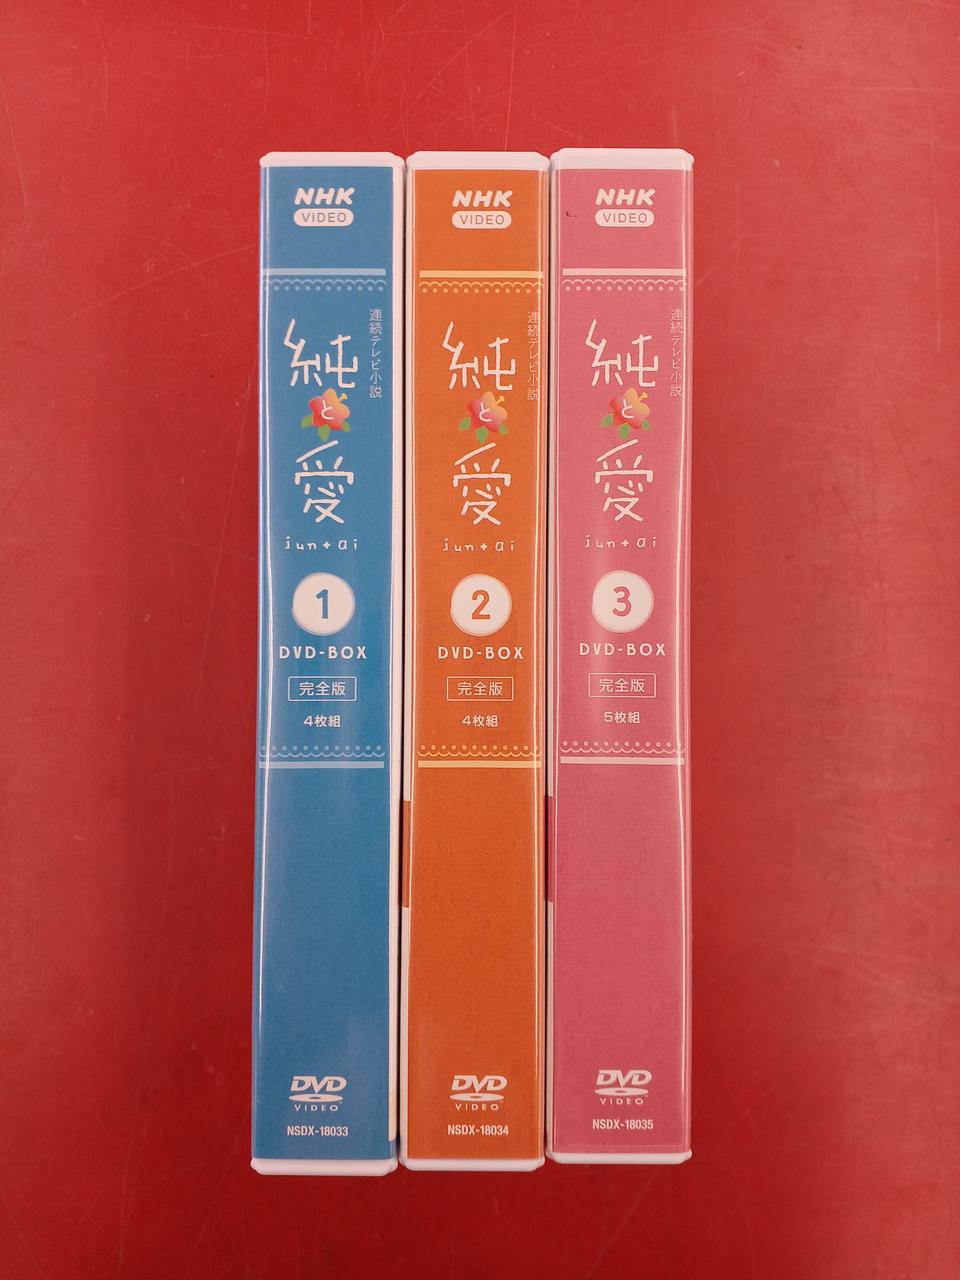 NHK
VIDEO
連続テレビ小説
純
と
愛
jun+ai
1
DVD-BOX
完全版
4枚組
DVD
VIDEO
NSDX-18033
NHK
VIDEO
連続テレビ小説
純
と
愛
jun+ai
2
DVD-BOX
完全版
4枚組
DVD
VIDEO
NSDX-18034
NHK
VIDEO
連続テレビ小説
純
と
愛
jun+ai
3
DVD-BOX
完全版
5枚組
DVD
VIDEO
NSDX-18035